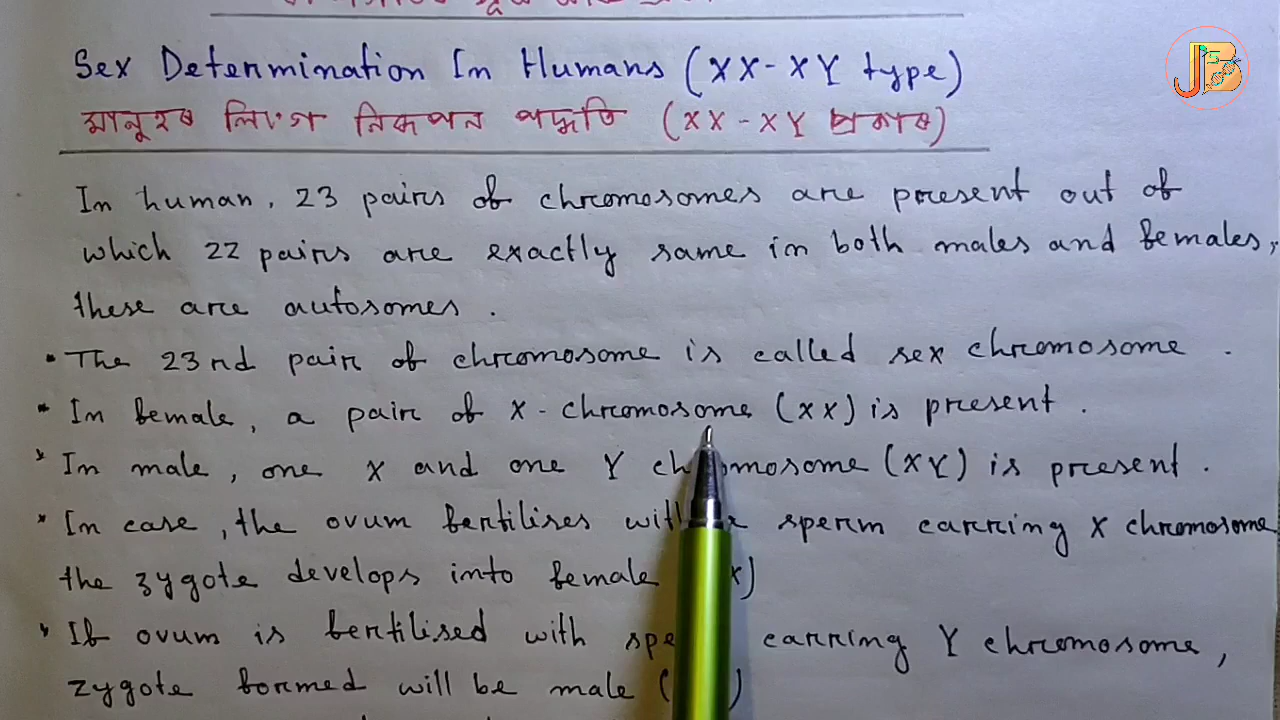 Sex Determination In Humans (XX-XY type)
মানুহৰ লিংগ নিৰূপন পদ্ধতি (XX-XY প্ৰকাৰ)
In human, 23 pairs of chromosomes are present out of
which 22 pairs are exactly same in both males and females,
these are autosomes.
• The 23rd pair of chromosome is called sex chromosome.
* In female, a pair of X-chromosome (XX) is present.
* In male, one X and one Y chromosome (XY) is present.
* In case, the ovum fertilises sperm carrying X chromosome
the zygote develops into female
* If ovum is fertilised with carrying Y chromosome,
zygote formed will be male
JB